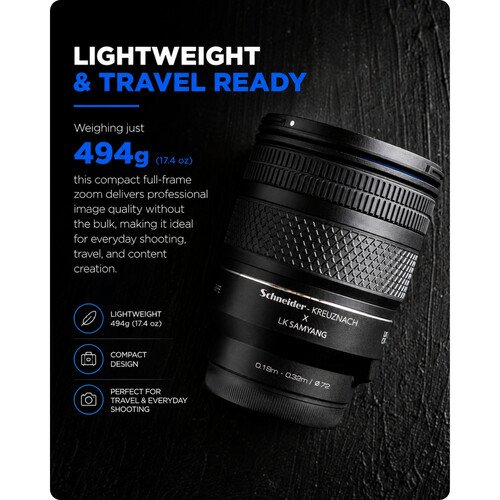 LIGHTWEIGHT
& TRAVEL READY
Weighing just
494g (17.4 oz)
this compact full-frame
zoom delivers professional
image quality without
the bulk, making it ideal
for everyday shooting,
travel, and content
creation.
LIGHTWEIGHT
494g (17.4 oz)
COMPACT
DESIGN
PERFECT FOR
TRAVEL & EVERYDAY
SHOOTING
Schneider-KREUZNACH
X
LK SAMYANG
0.19m - 0.32m / Ø72